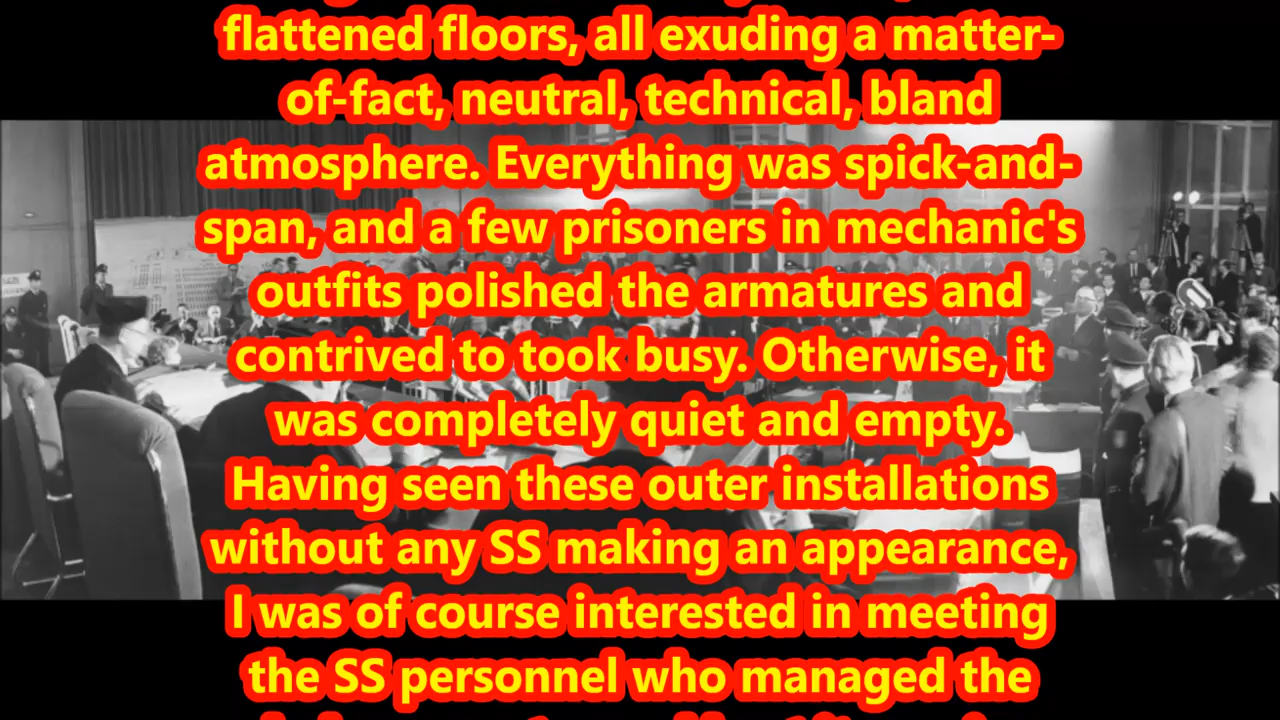 flattened floors, all exuding a matter-
of-fact, neutral, technical, bland
atmosphere. Everything was spick-and-
span, and a few prisoners in mechanic's
outfits polished the armatures and
contrived to took busy. Otherwise, it
was completely quiet and empty.
Having seen these outer installations
without any SS making an appearance,
I was of course interested in meeting
the SS personnel who managed the